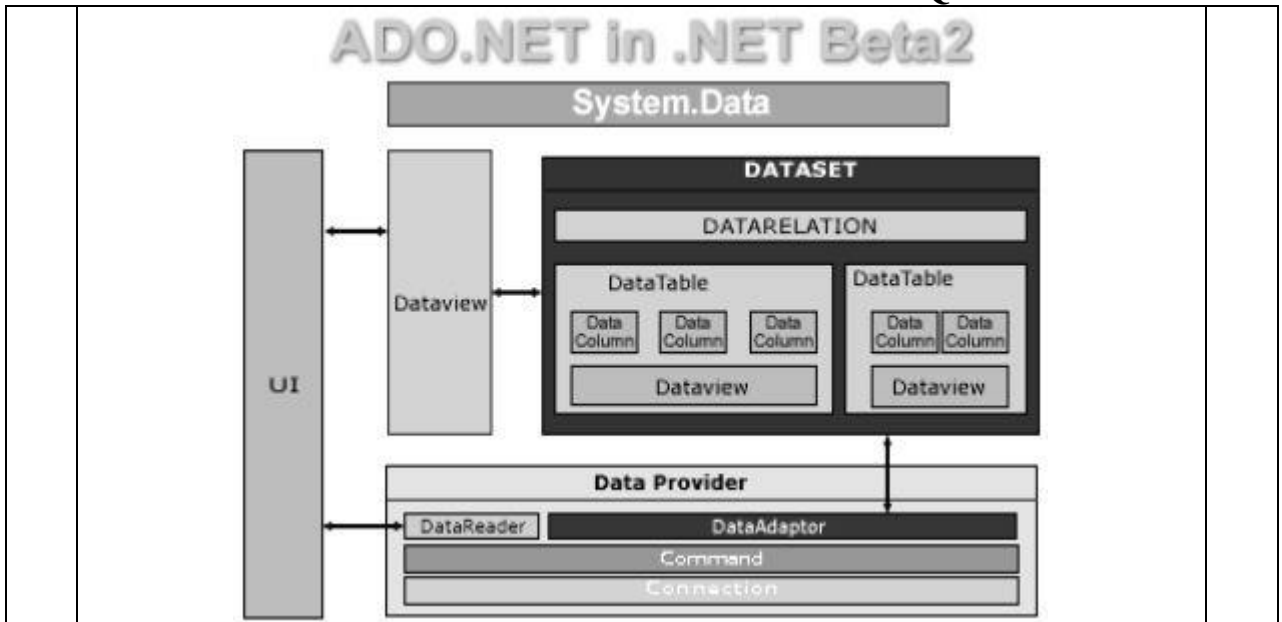 ADO.NET in .NET Beta2
System.Data
UI
Dataview
DATASET
DATARELATION
DataTable
Data Column
Data Column
Data Column
Dataview
DataTable
Data Column
Data Column
Dataview
Data Provider
DataReader
DataAdaptor
Command
Connection